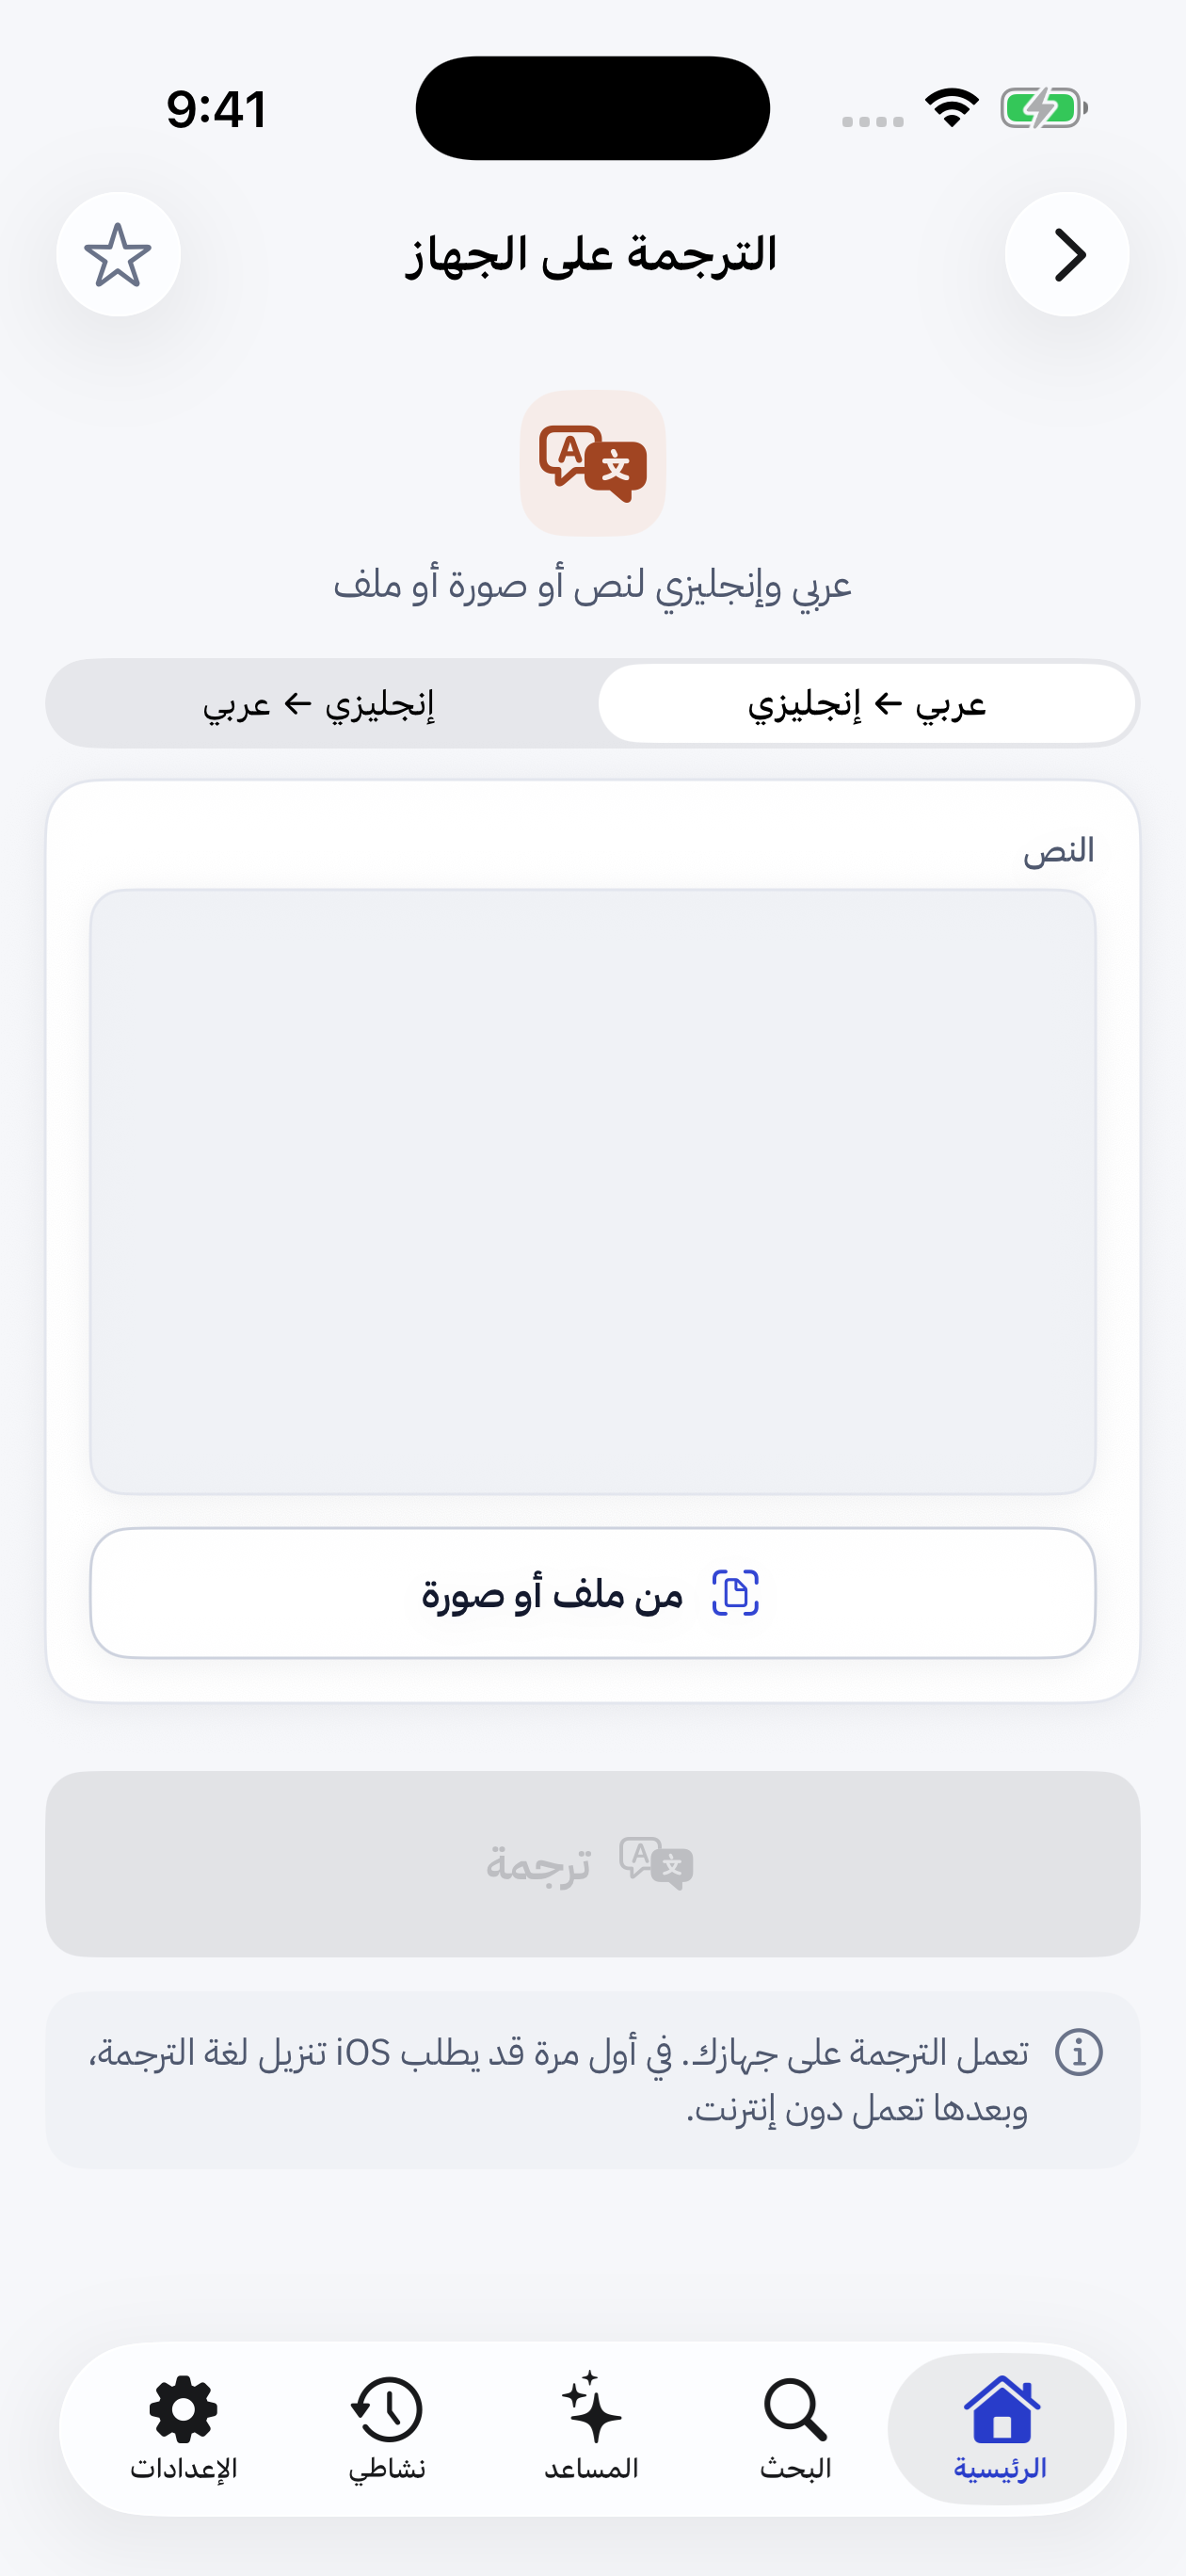 9:41
الترجمة على الجهاز
عربي وإنجليزي لنص أو صورة أو ملف
عربي ← إنجليزي
إنجليزي ← عربي
النص
من ملف أو صورة
ترجمة
تعمل الترجمة على جهازك. في أول مرة قد يطلب iOS تنزيل لغة الترجمة،
وبعدها تعمل دون إنترنت.
الرئيسية
البحث
المساعد
نشاطي
الإعدادات